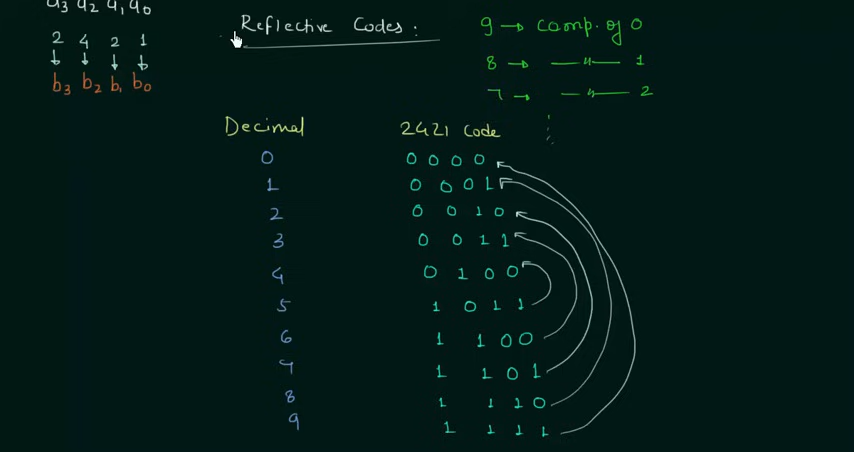 a3 a2 a1 a0
Reflective Codes :
9 → comp. of 0
2 4 2 1
8 → —〃— 1
b3 b2 b1 b0
7 → —〃— 2
Decimal 2421 Code
0 0 0 0 0
1 0 0 0 1
2 0 0 1 0
3 0 0 1 1
4 0 1 0 0
5 1 0 1 1
6 1 1 0 0
7 1 1 0 1
8 1 1 1 0
9 1 1 1 1